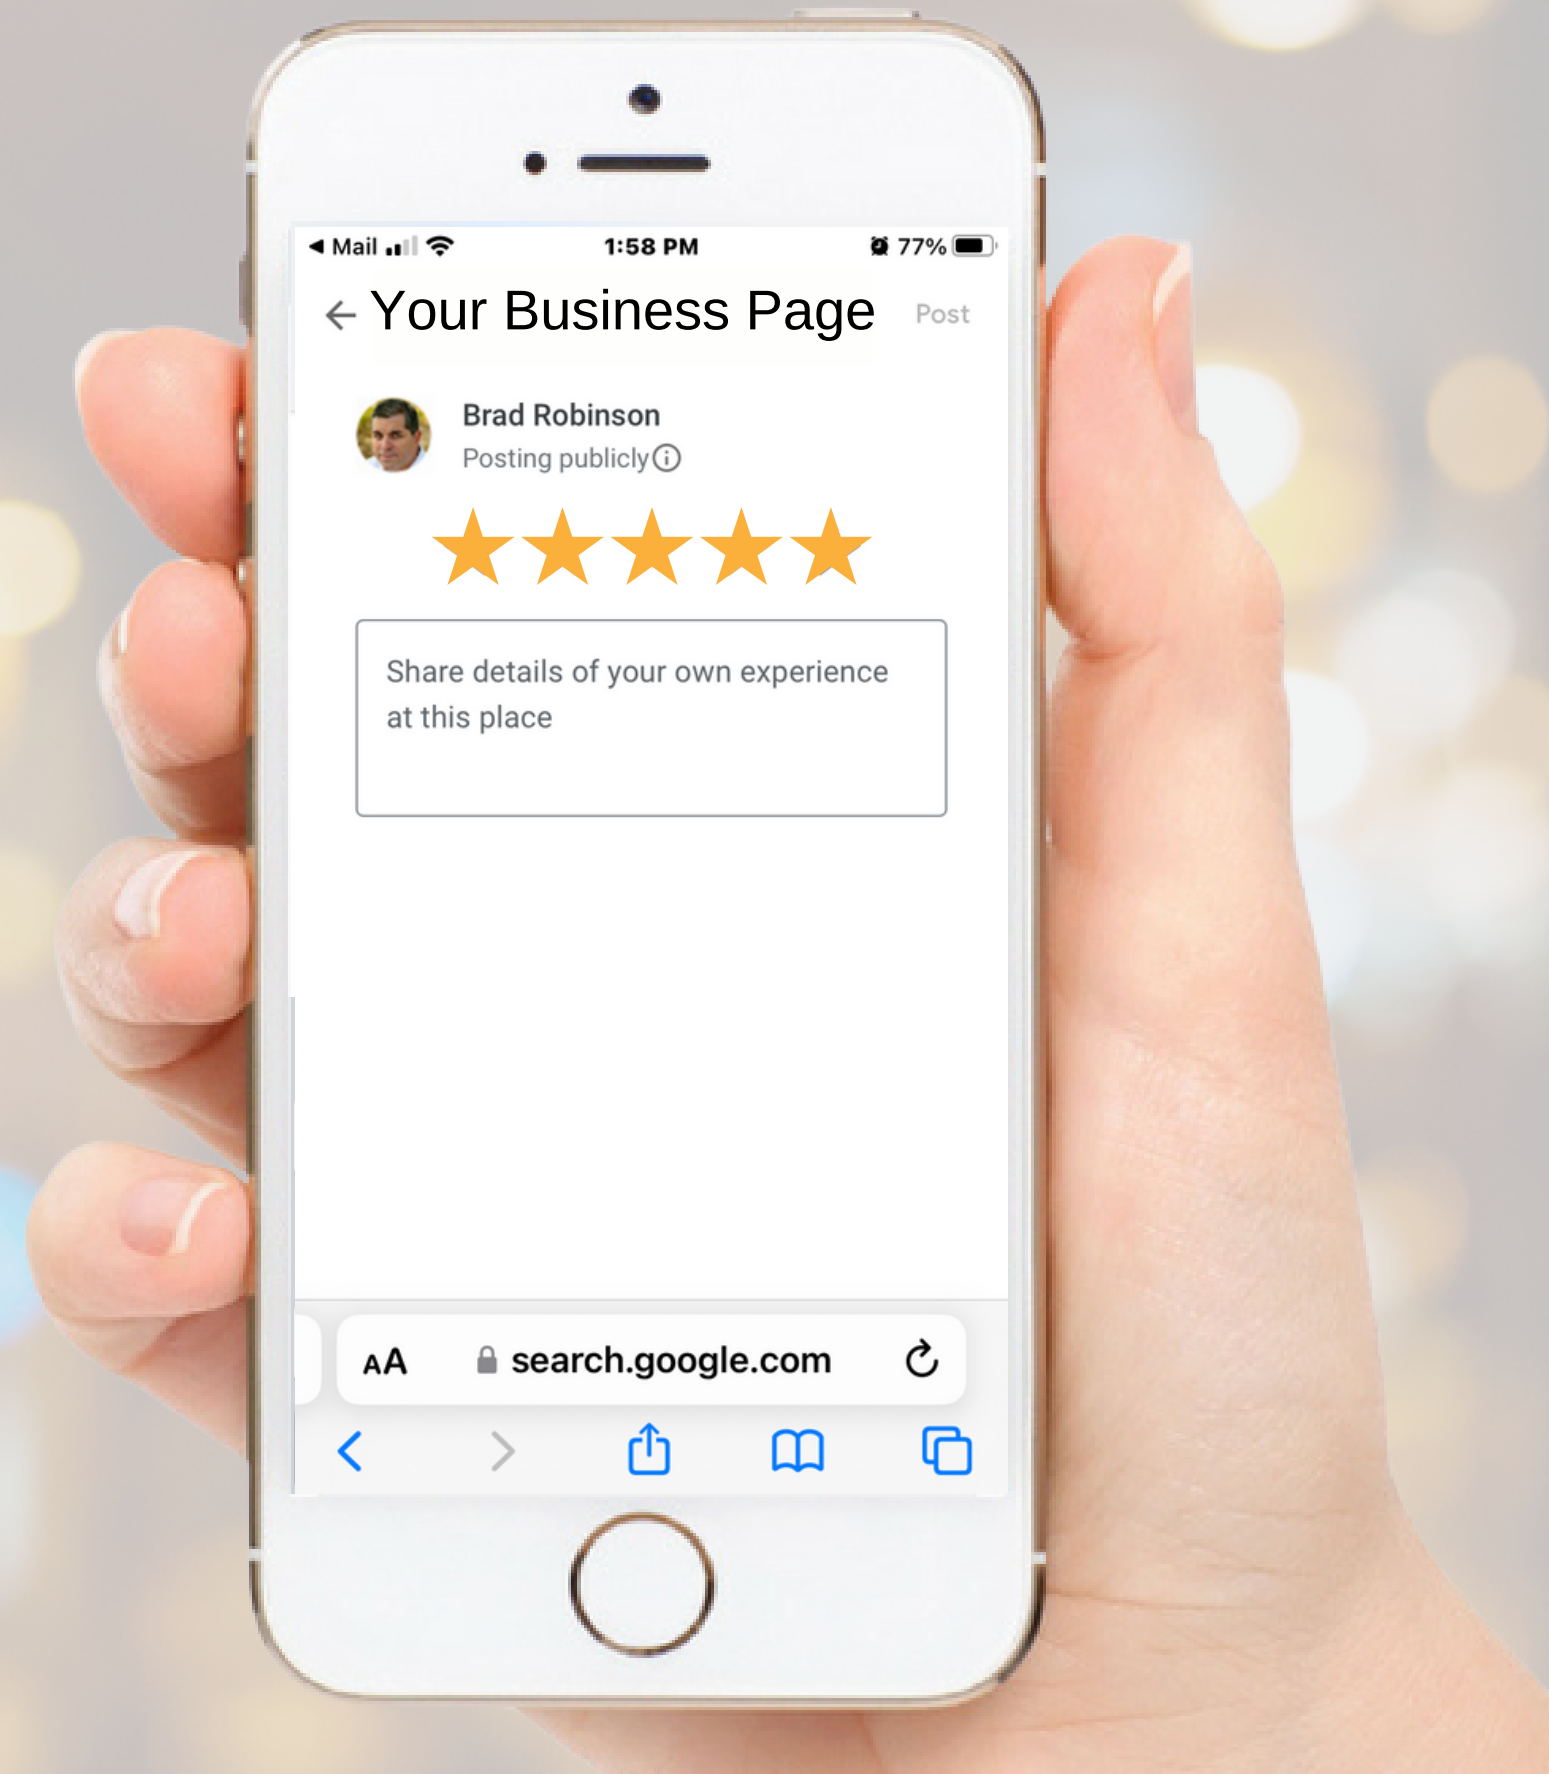 Mail 1:58 PM 77%
Your Business Page Post
Brad Robinson
Posting publicly
Share details of your own experience
at this place
AA search.google.com